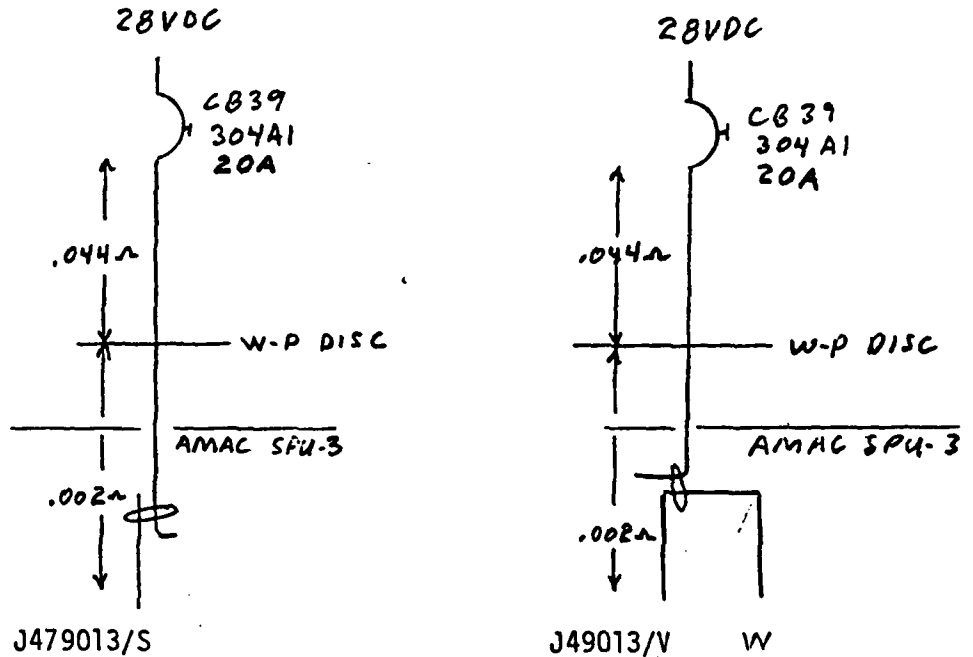 28VDC
CB39
304A1
20A
.044Ω
W-P DISC
AMAC SPU-3
.002Ω
J479013/S
28VDC
CB39
304A1
20A
.044Ω
W-P DISC
AMAC SPU-3
.002Ω
J49013/V W